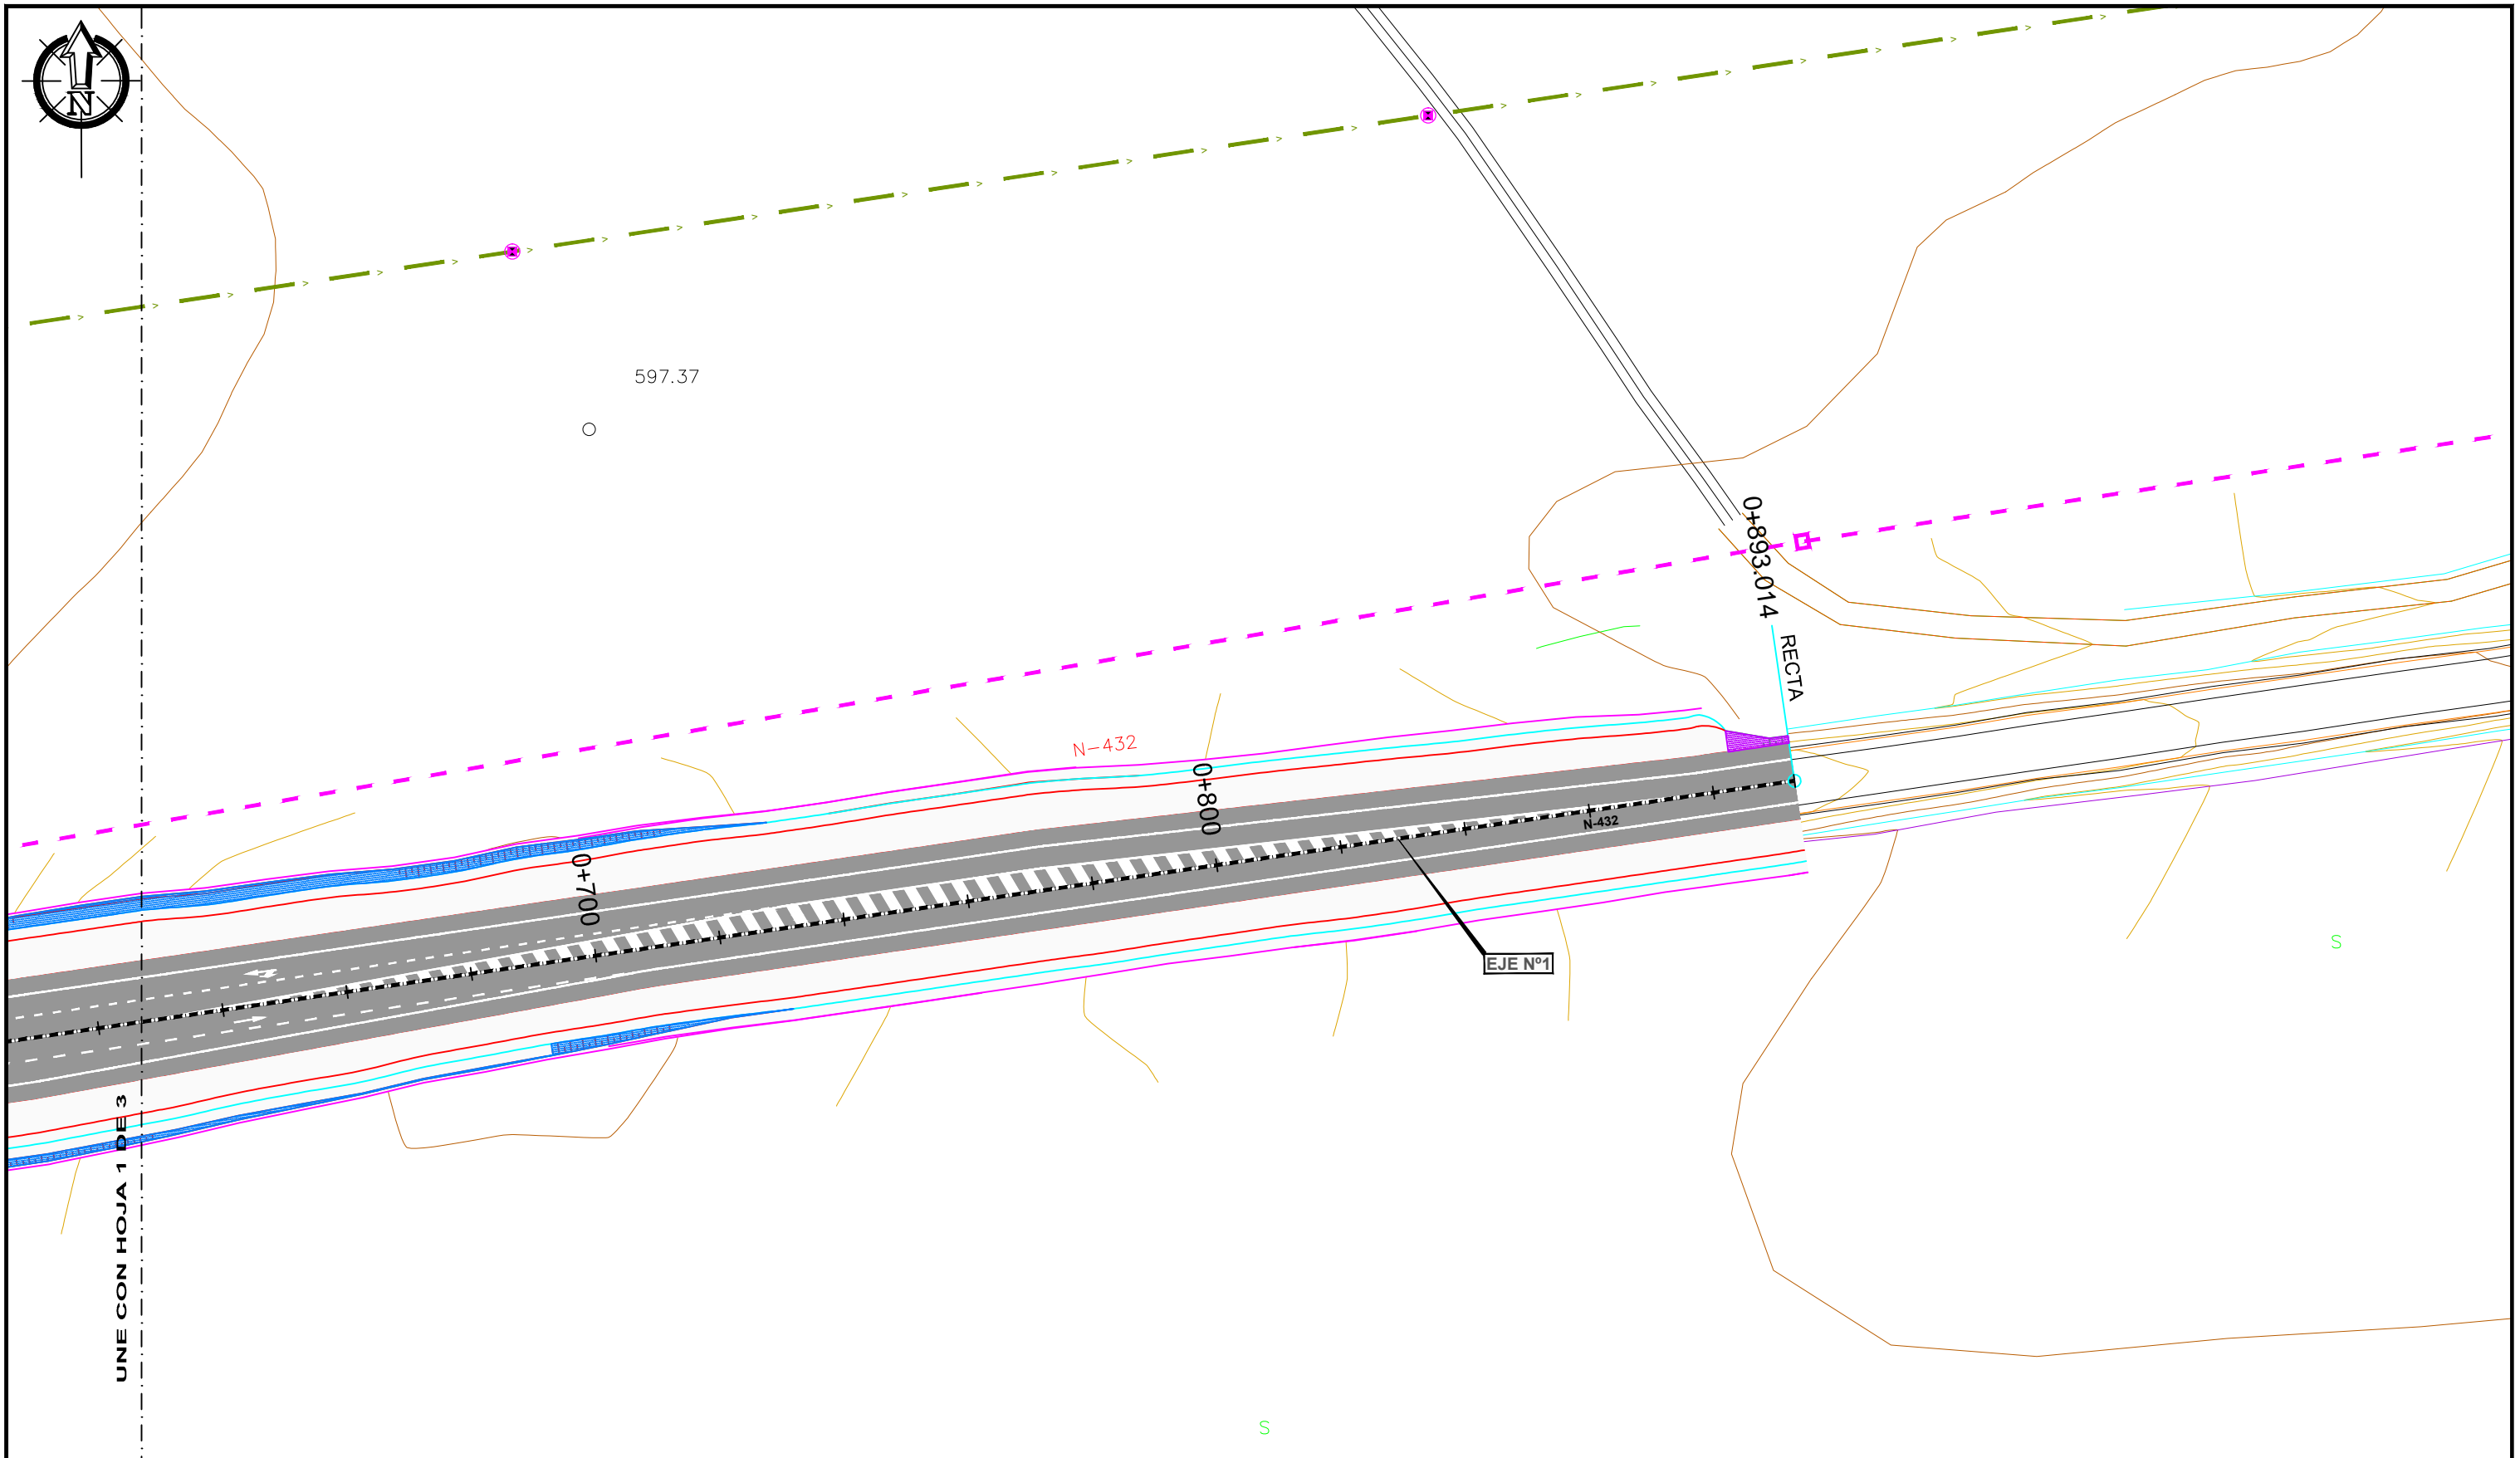 N
597.37
0+893.014
RECTA
N-432
0+800
N-432
0+700
EJE Nº1
S
UNE CON HOJA 1 DE 3
S